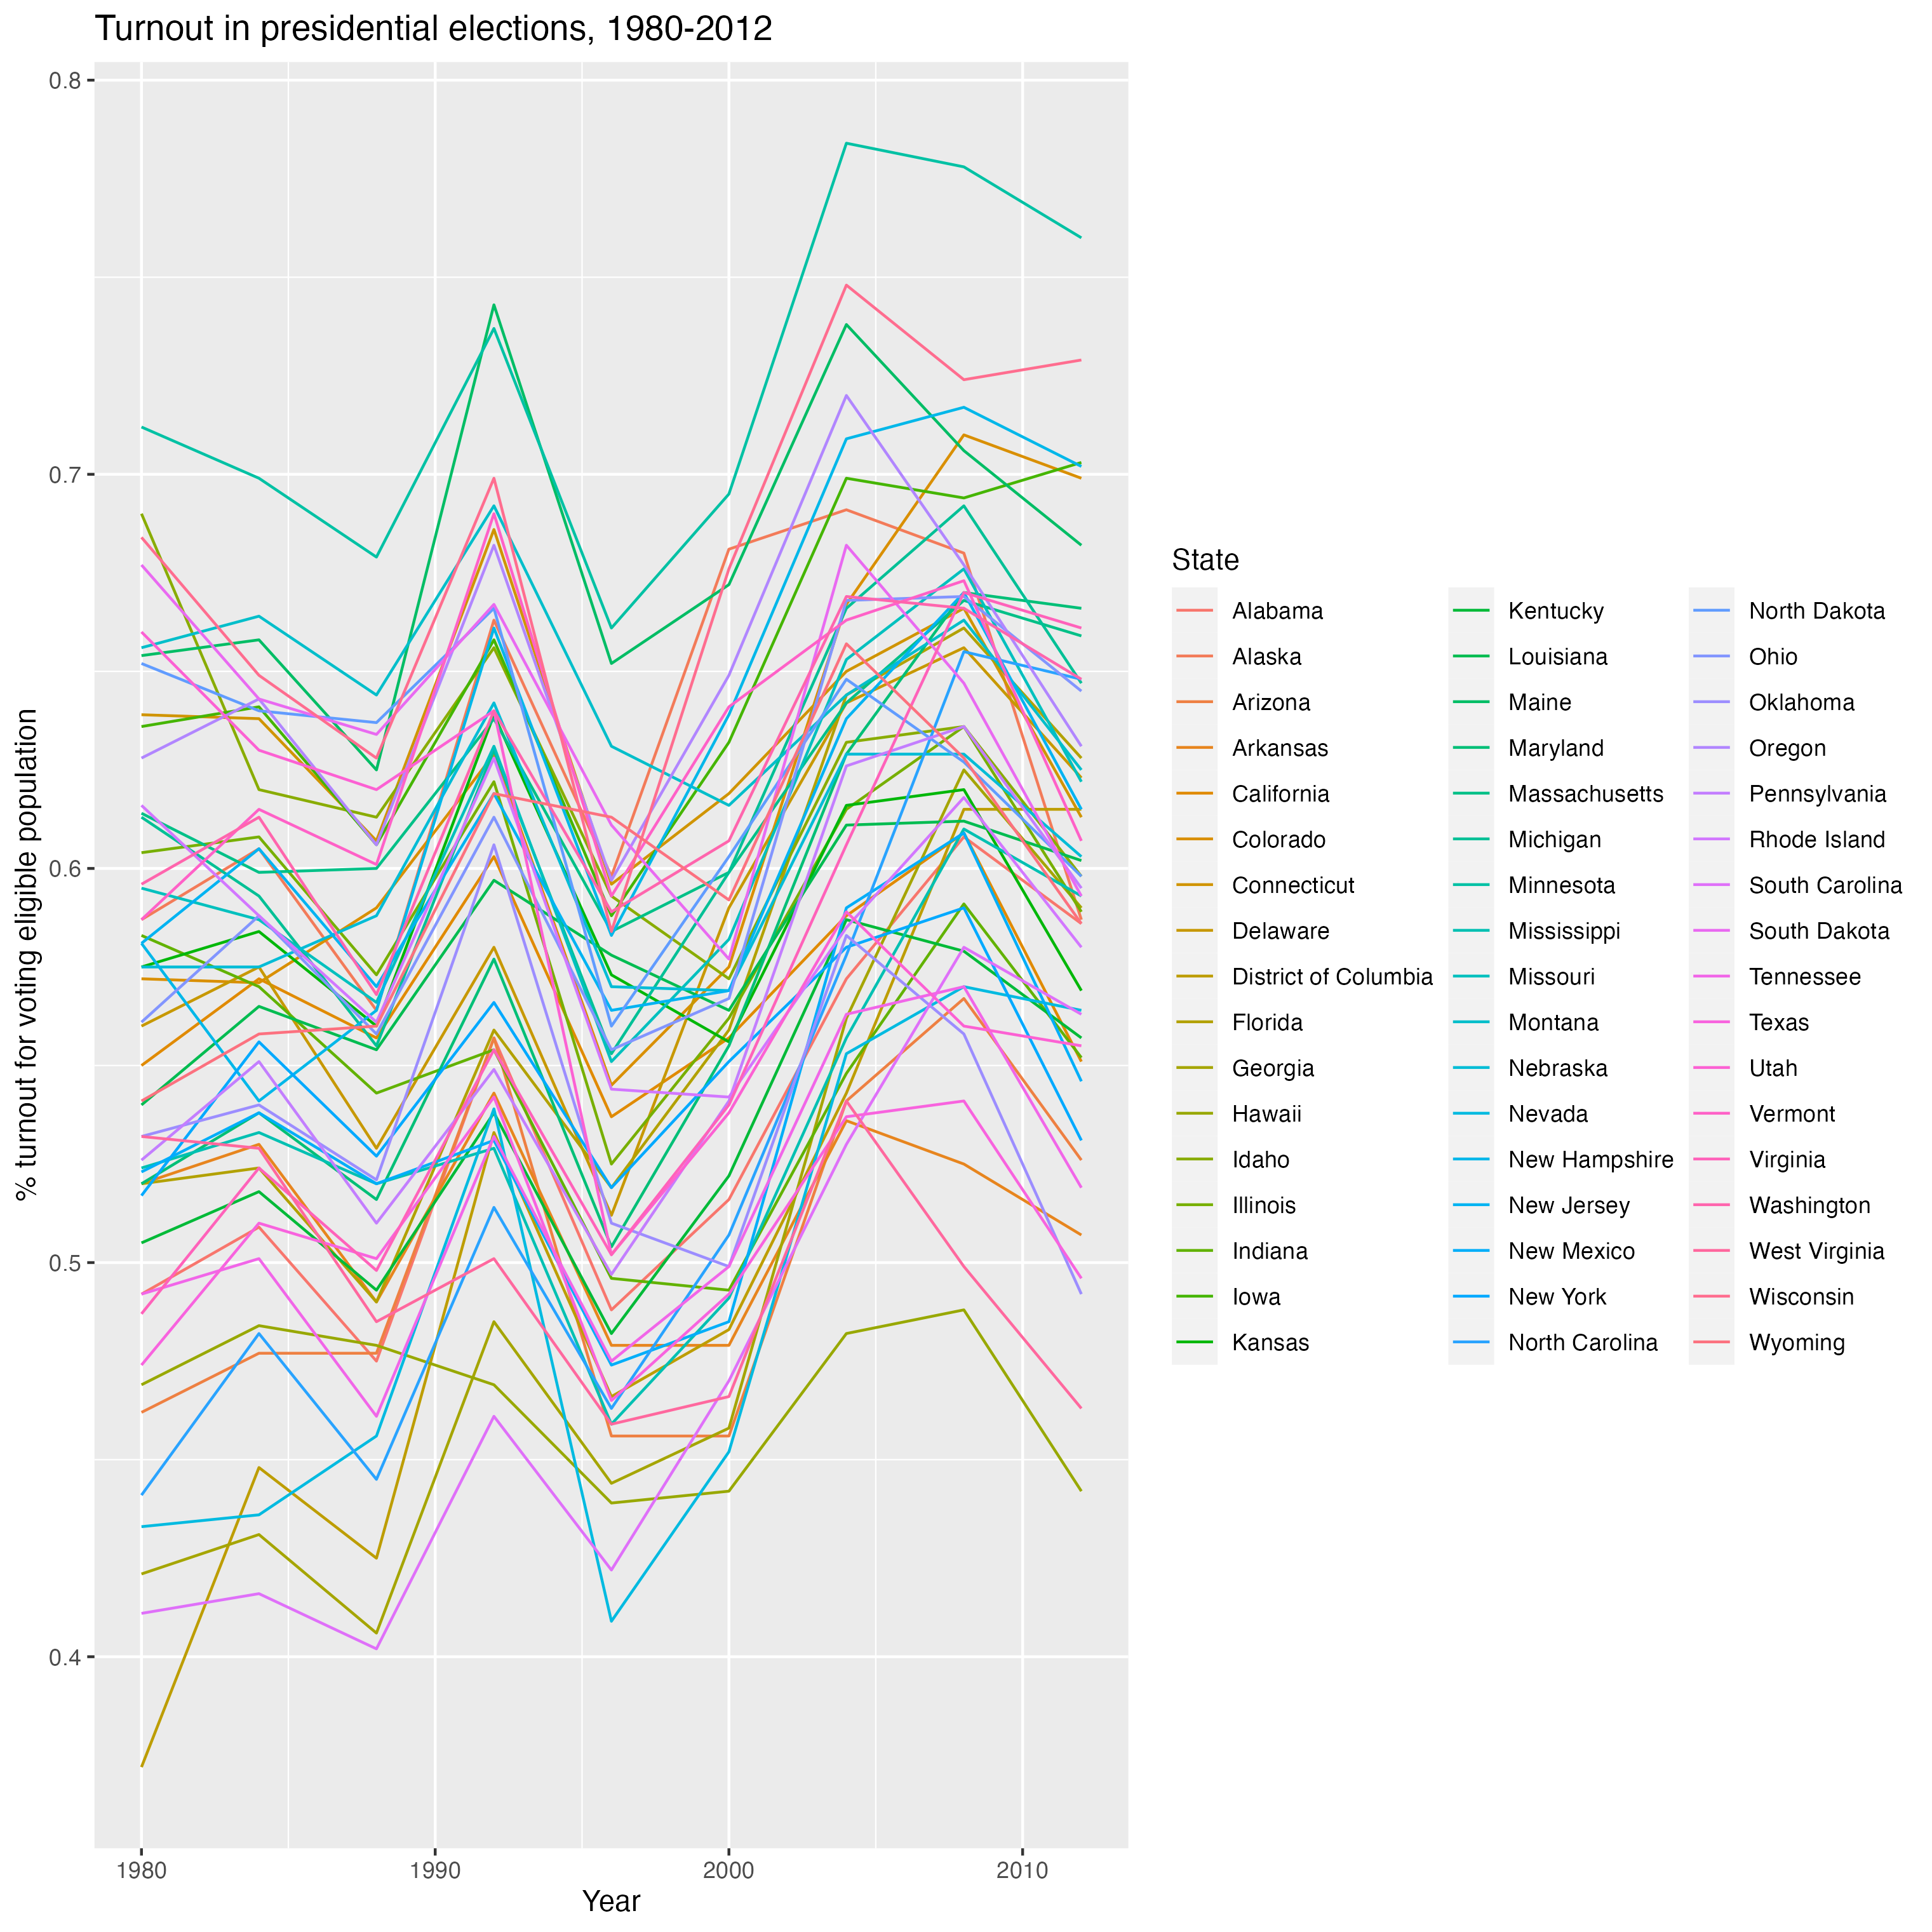 Turnout in presidential elections, 1980-2012
0.8
0.7
0.6
0.5
0.4
% turnout for voting eligible population
1980
1990
2000
2010
Year
State
Alabama
Alaska
Arizona
Arkansas
California
Colorado
Connecticut
Delaware
District of Columbia
Florida
Georgia
Hawaii
Idaho
Illinois
Indiana
Iowa
Kansas
Kentucky
Louisiana
Maine
Maryland
Massachusetts
Michigan
Minnesota
Mississippi
Missouri
Montana
Nebraska
Nevada
New Hampshire
New Jersey
New Mexico
New York
North Carolina
North Dakota
Ohio
Oklahoma
Oregon
Pennsylvania
Rhode Island
South Carolina
South Dakota
Tennessee
Texas
Utah
Vermont
Virginia
Washington
West Virginia
Wisconsin
Wyoming